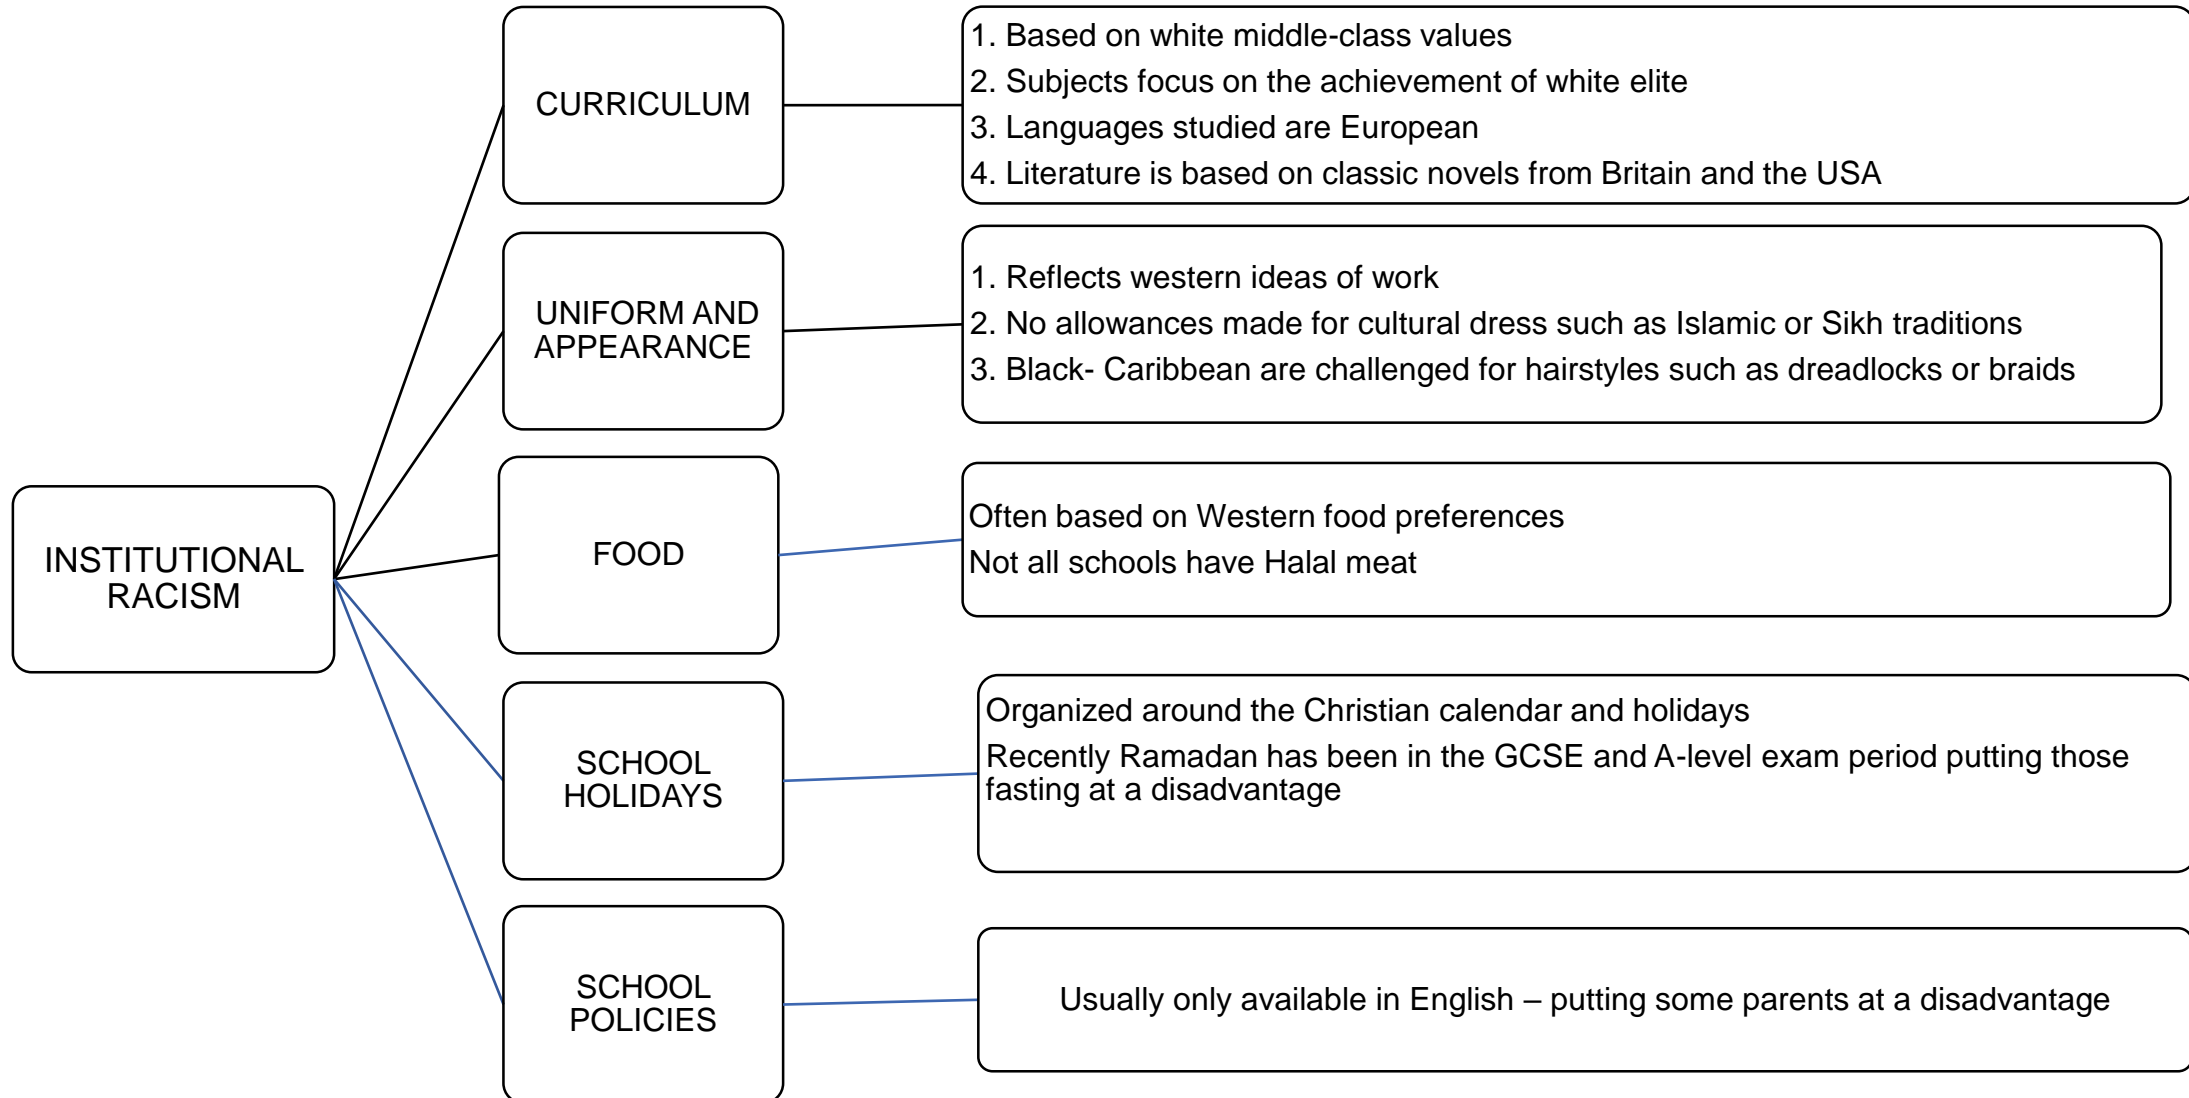 CURRICULUM
1. Based on white middle-class values
2. Subjects focus on the achievement of white elite
3. Languages studied are European
4. Literature is based on classic novels from Britain and the USA
UNIFORM AND
APPEARANCE
1. Reflects western ideas of work
2. No allowances made for cultural dress such as Islamic or Sikh traditions
3. Black- Caribbean are challenged for hairstyles such as dreadlocks or braids
INSTITUTIONAL
RACISM
FOOD
Often based on Western food preferences
Not all schools have Halal meat
SCHOOL
HOLIDAYS
Organized around the Christian calendar and holidays
Recently Ramadan has been in the GCSE and A-level exam period putting those
fasting at a disadvantage
SCHOOL
POLICIES
Usually only available in English – putting some parents at a disadvantage